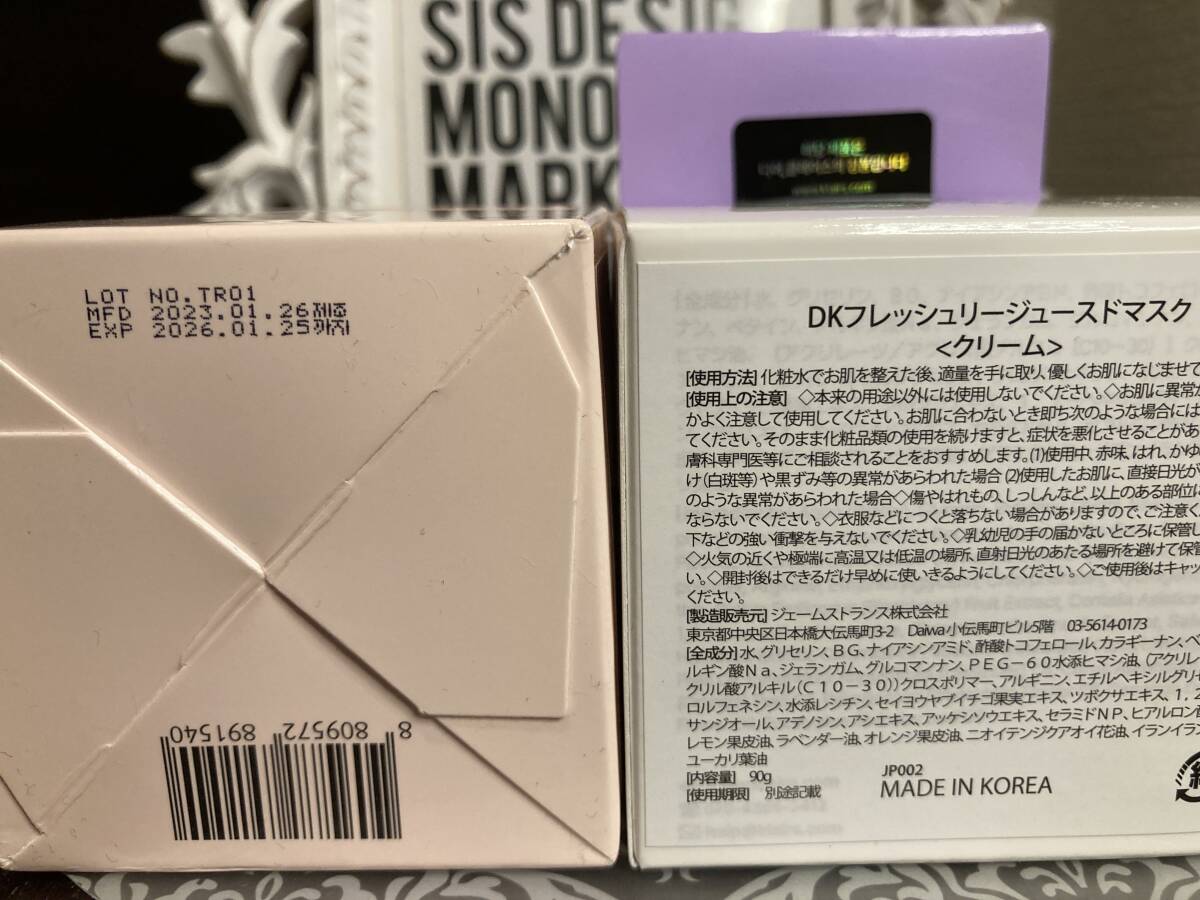 SIS DESIG
MONO
MARK
LOT NO.TR01
MFD 2023.01.26제조
EXP 2026.01.25까지
8 809572 891540
DKフレッシュリージュースドマスク
<クリーム>
[使用方法] 化粧水でお肌を整えた後、適量を手に取り、優しくお肌になじませて
[使用上の注意] ◇本来の用途以外には使用しないでください。◇お肌に異常が
かよく注意して使用してください。お肌に合わないとき即ち次のような場合には
てください。そのまま化粧品類の使用を続けますと、症状を悪化させることがあ
膚科専門医等にご相談されることをおすすめします。(1)使用中、赤味、はれ、かゆ
け(白斑等)や黒ずみ等の異常があらわれた場合 (2)使用したお肌に、直接日光が
のような異常があらわれた場合◇傷やはれもの、しっしんなど、以上のある部位に
ならないでください。◇衣服などにつくと落ちない場合がありますので、ご注意く
下などの強い衝撃を与えないでください。◇乳幼児の手の届かないところに保管し
◇火気の近くや極端に高温又は低温の場所、直射日光のあたる場所を避けて保管
い。◇開封後はできるだけ早めに使いきるようにしてください。◇ご使用後はキャッ
ください。
[製造販売元] ジェームストランス株式会社
東京都中央区日本橋大伝馬町3-2 Daiwa小伝馬町ビル5階 03-5614-0173
[全成分] 水、グリセリン、BG、ナイアシンアミド、酢酸トコフェロール、カラギーナン、ベ
ルギン酸Na、ジェランガム、グルコマンナン、PEG-60水添ヒマシ油、(アクリレ
クリル酸アルキル(C10-30))クロスポリマー、アルギニン、エチルヘキシルグリセ
ロルフェネシン、水添レシチン、セイヨウヤブイチゴ果実エキス、ツボクサエキス、1,2
サンジオール、アデノシン、アシエキス、アッケシソウエキス、セラミドNP、ヒアルロン酸
レモン果皮油、ラベンダー油、オレンジ果皮油、ニオイテンジクアオイ花油、イランイラン
ユーカリ葉油
[内容量] 90g
[使用期限] 別途記載
JP002
MADE IN KOREA